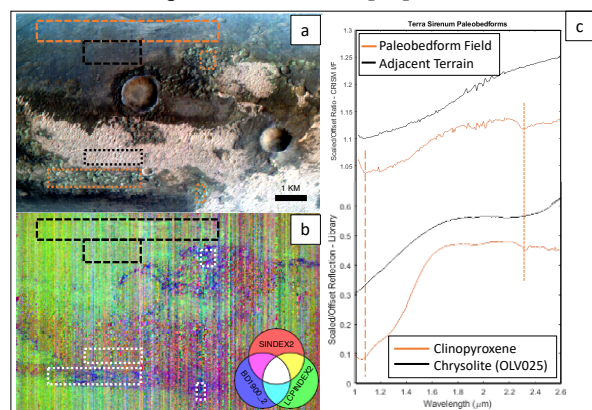 a
1 KM
b
SINDEX2
BD1900_2
LCPINDEX2
c
Terra Sirenum Paleobedforms
Paleobedform Field
Adjacent Terrain
Scaled/Offset Ratio - CRISM I/F
1.3
1.25
1.2
1.15
1.1
1.05
Scaled/Offset Reflection - Library
0.6
0.5
0.4
0.3
0.2
0.1
0
Clinopyroxene
Chrysolite (OLV025)
1 1.2 1.4 1.6 1.8 2 2.2 2.4 2.6
Wavelength (μm)